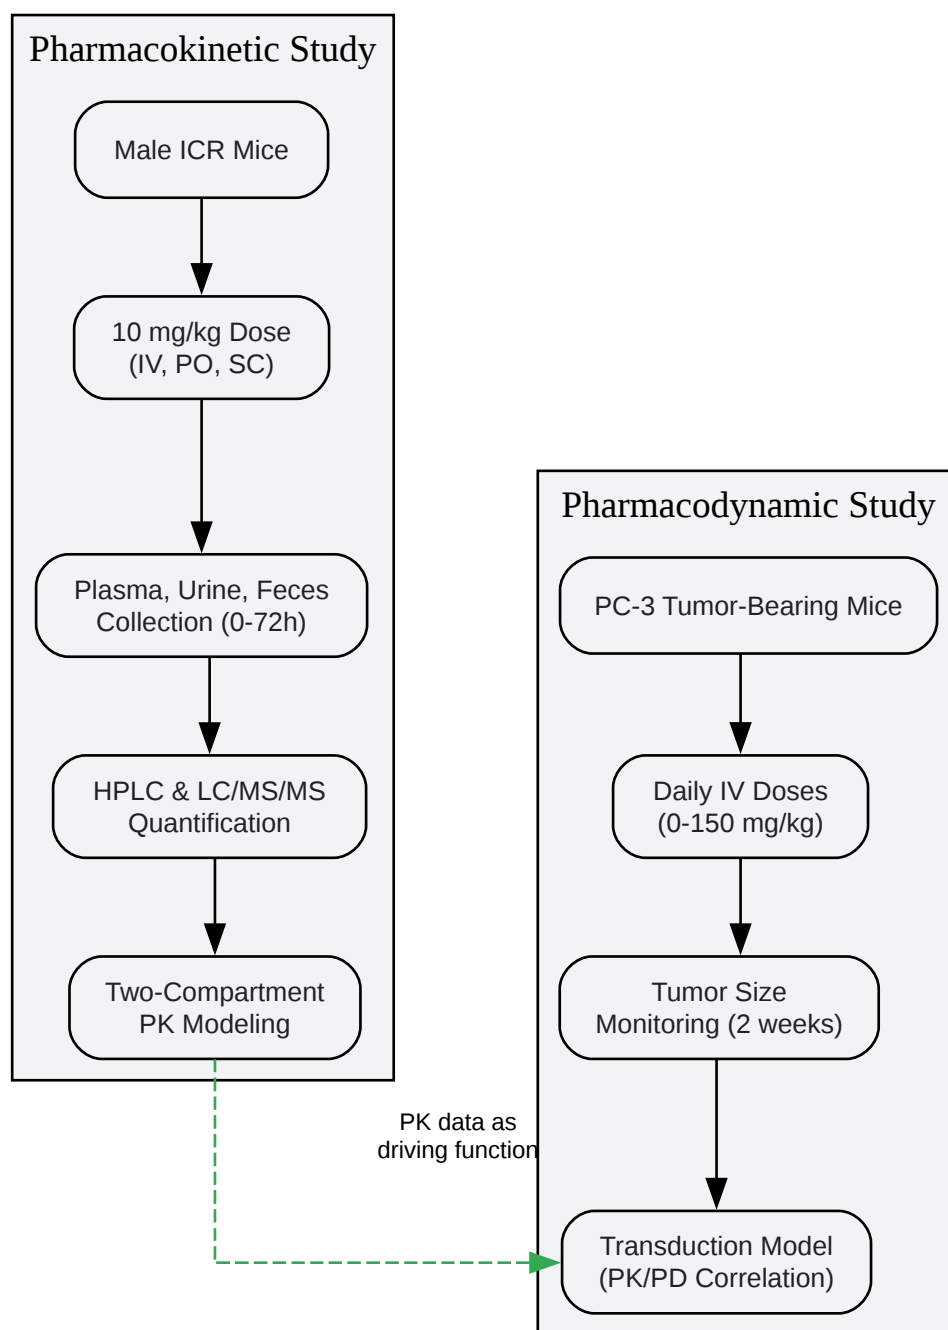 Pharmacokinetic Study
Male ICR Mice
10 mg/kg Dose
(IV, PO, SC)
Plasma, Urine, Feces
Collection (0-72h)
HPLC & LC/MS/MS
Quantification
Two-Compartment
PK Modeling
PK data as
driving function
Pharmacodynamic Study
PC-3 Tumor-Bearing Mice
Daily IV Doses
(0-150 mg/kg)
Tumor Size
Monitoring (2 weeks)
Transduction Model
(PK/PD Correlation)